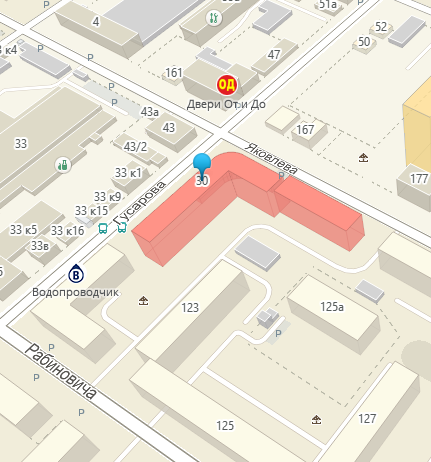 51а
4
52
50
47
161
33 к4
ОД
Двери От и До
43а
43
167
33
43/2
Яковлева
P
33 к1
30
177
33 к9
Гусарова
33 к15
33 к5
33 к16
33в
В
Водопроводчик
123
125а
P
Рабиновича
P
P
125
127